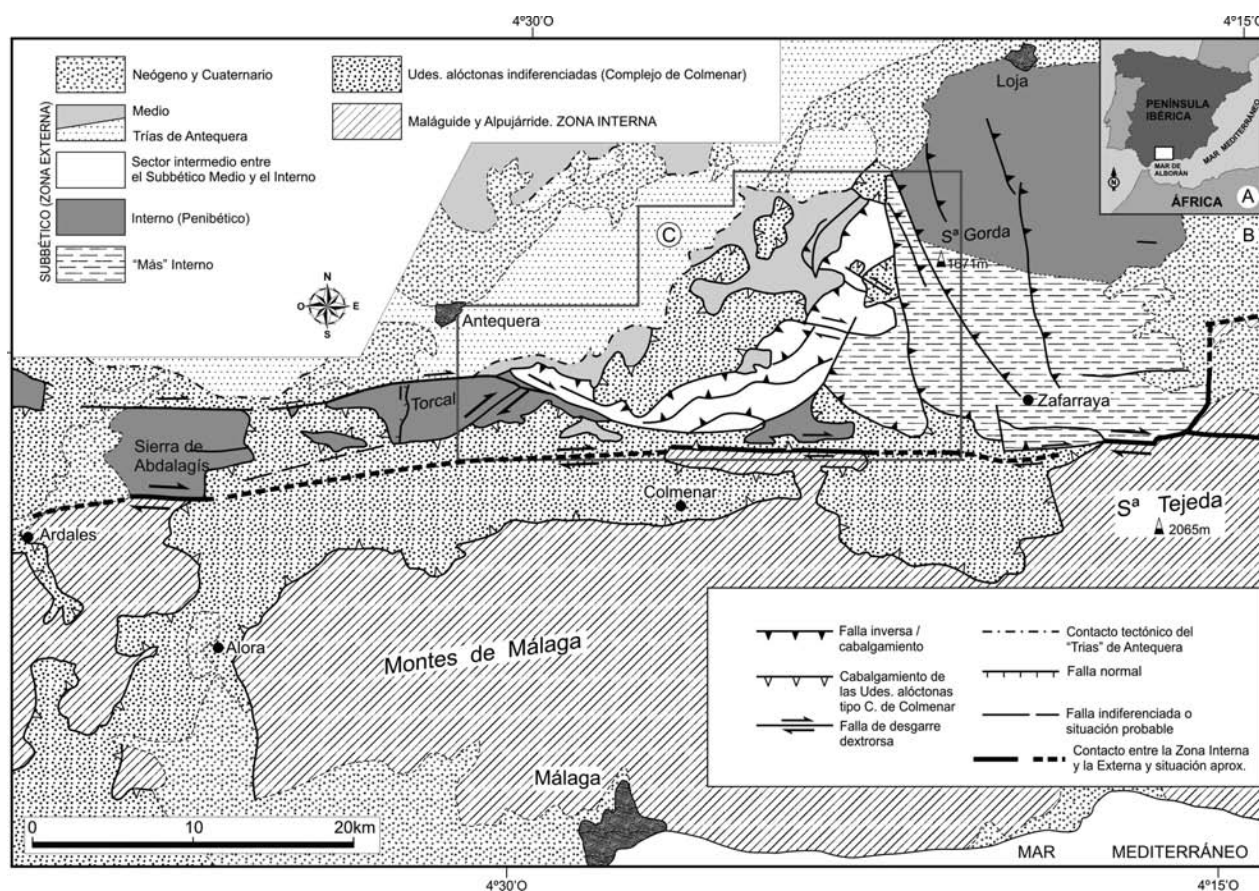 4º30'O
4º15'O
Neógeno y Cuaternario
Medio
Trías de Antequera
Sector intermedio entre
el Subbético Medio y el Interno
Interno (Penibético)
"Más" Interno
SUBBÉTICO (ZONA EXTERNA)
Udes. alóctonas indiferenciadas (Complejo de Colmenar)
Maláguide y Alpujárride. ZONA INTERNA
N
O
E
S
Loja
PENÍNSULA
IBÉRICA
MAR MEDITERRÁNEO
MAR DE
ALBORÁN
N
ÁFRICA
A
B
C
Sª Gorda
1671m
Antequera
Torcal
Zafarraya
Sierra de
Abdalagís
Colmenar
Sª Tejeda
2065m
Ardales
Alora
Montes de Málaga
Málaga
Falla inversa /
cabalgamiento
Cabalgamiento de
las Udes. alóctonas
tipo C. de Colmenar
Falla de desgarre
dextrorsa
Contacto tectónico del
"Trias" de Antequera
Falla normal
Falla indiferenciada o
situación probable
Contacto entre la Zona Interna
y la Externa y situación aprox.
0
10
20km
MAR MEDITERRÁNEO
4º30'O
4º15'O